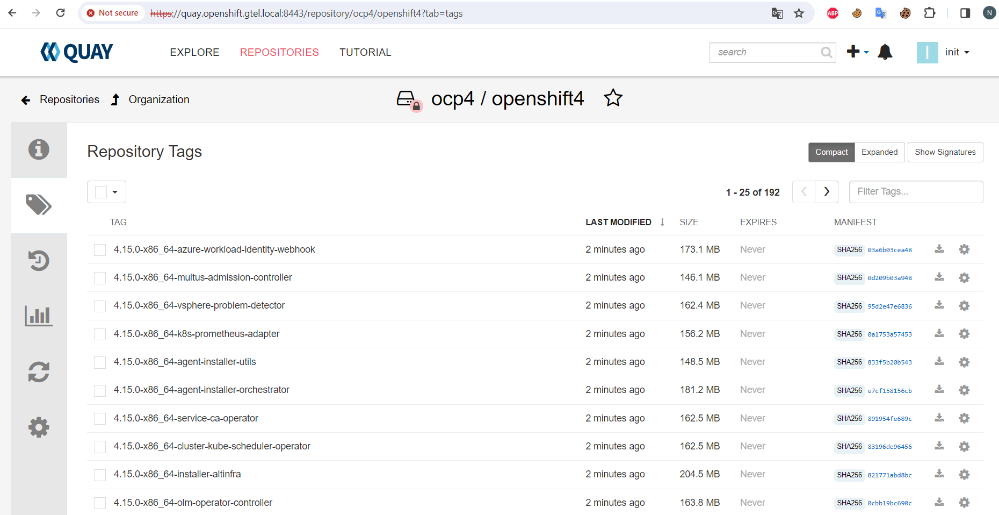 Not secure https://quay.openshift.gtel.local:8443/repository/ocp4/openshift4?tab=tags ABP N
QUAY EXPLORE REPOSITORIES TUTORIAL search I init
Repositories Organization ocp4 / openshift4
Repository Tags Compact Expanded Show Signatures
1 - 25 of 192 Filter Tags...
TAG LAST MODIFIED SIZE EXPIRES MANIFEST
4.15.0-x86_64-azure-workload-identity-webhook 2 minutes ago 173.1 MB Never SHA256 03a6b03cea48
4.15.0-x86_64-multus-admission-controller 2 minutes ago 146.1 MB Never SHA256 0d209b03a948
4.15.0-x86_64-vsphere-problem-detector 2 minutes ago 162.4 MB Never SHA256 95d2e47e6836
4.15.0-x86_64-k8s-prometheus-adapter 2 minutes ago 156.2 MB Never SHA256 0a1753a57453
4.15.0-x86_64-agent-installer-utils 2 minutes ago 148.5 MB Never SHA256 833f5b20b543
4.15.0-x86_64-agent-installer-orchestrator 2 minutes ago 181.2 MB Never SHA256 e7cf158156cb
4.15.0-x86_64-service-ca-operator 2 minutes ago 162.5 MB Never SHA256 891954fe689c
4.15.0-x86_64-cluster-kube-scheduler-operator 2 minutes ago 162.5 MB Never SHA256 83196de96456
4.15.0-x86_64-installer-altinfra 2 minutes ago 204.5 MB Never SHA256 821771abd8bc
4.15.0-x86_64-olm-operator-controller 2 minutes ago 163.8 MB Never SHA256 0cbb19bc690c